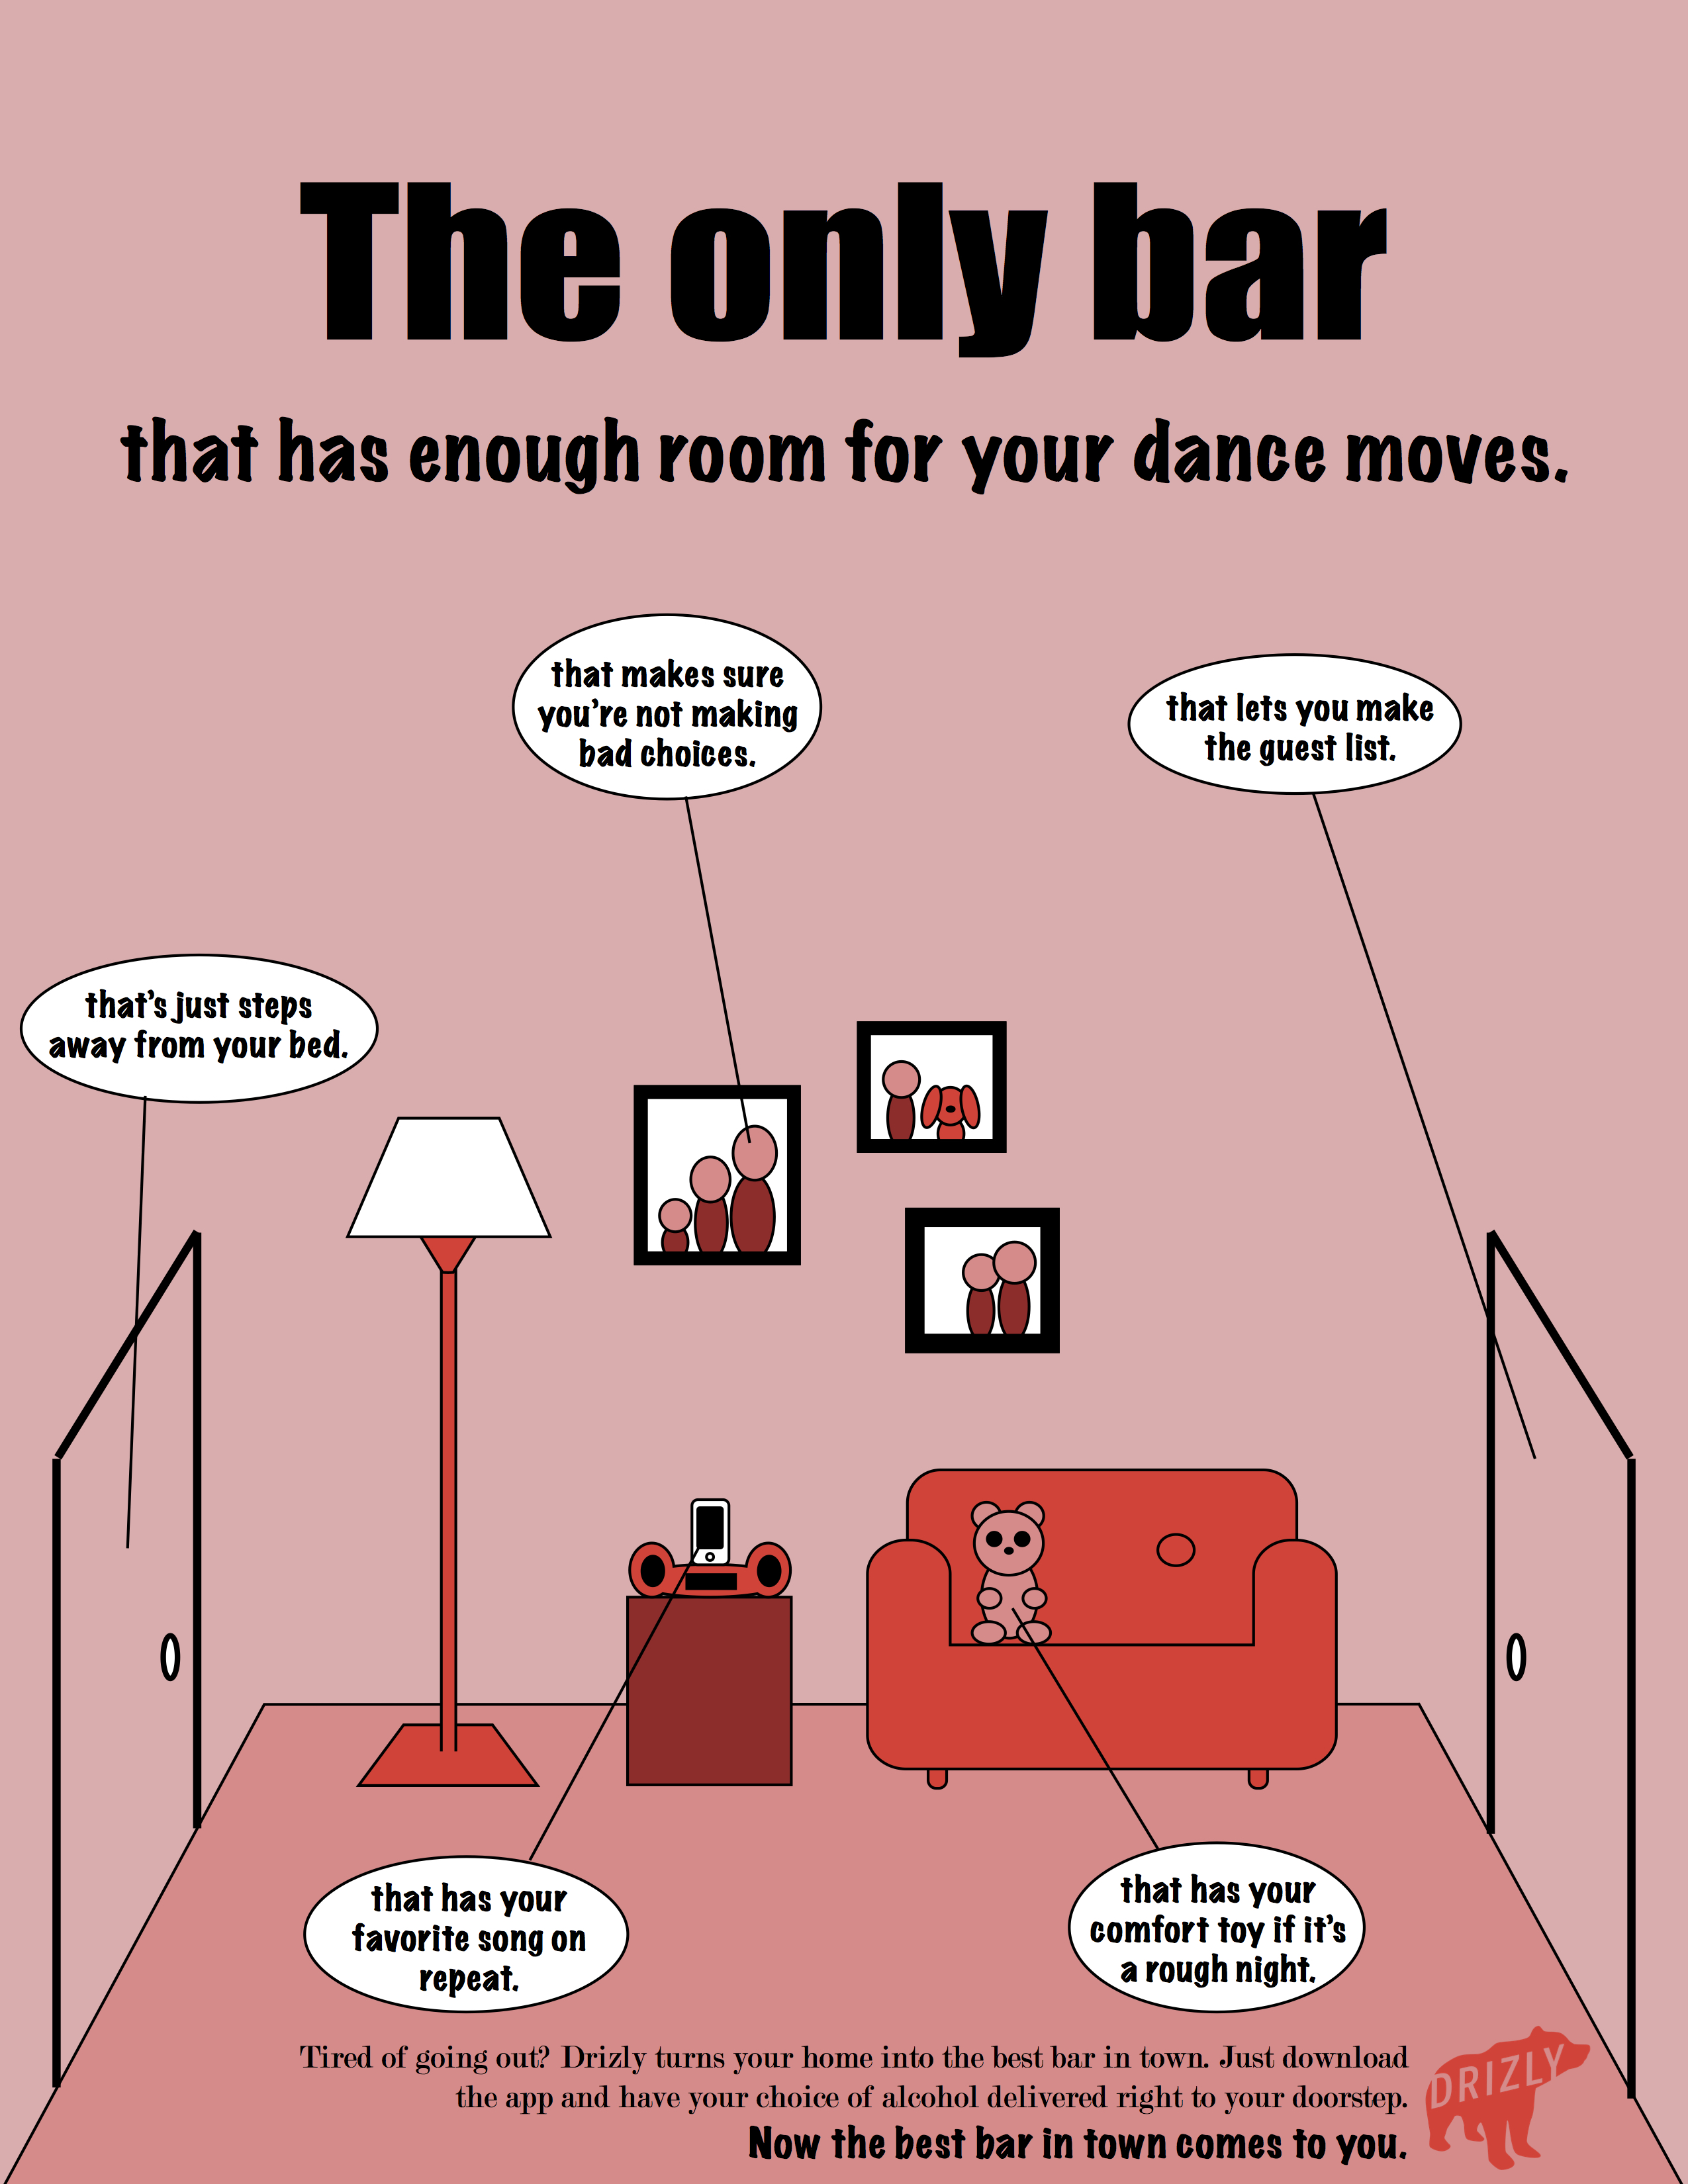 The only bar
that has enough room for your dance moves.
that makes sure
you're not making
bad choices.
that lets you make
the guest list.
that's just steps
away from your bed.
that has your
favorite song on
repeat.
that has your
comfort toy if it's
a rough night.
Tired of going out? Drizly turns your home into the best bar in town. Just download
the app and have your choice of alcohol delivered right to your doorstep.
Now the best bar in town comes to you.
DRIZLY